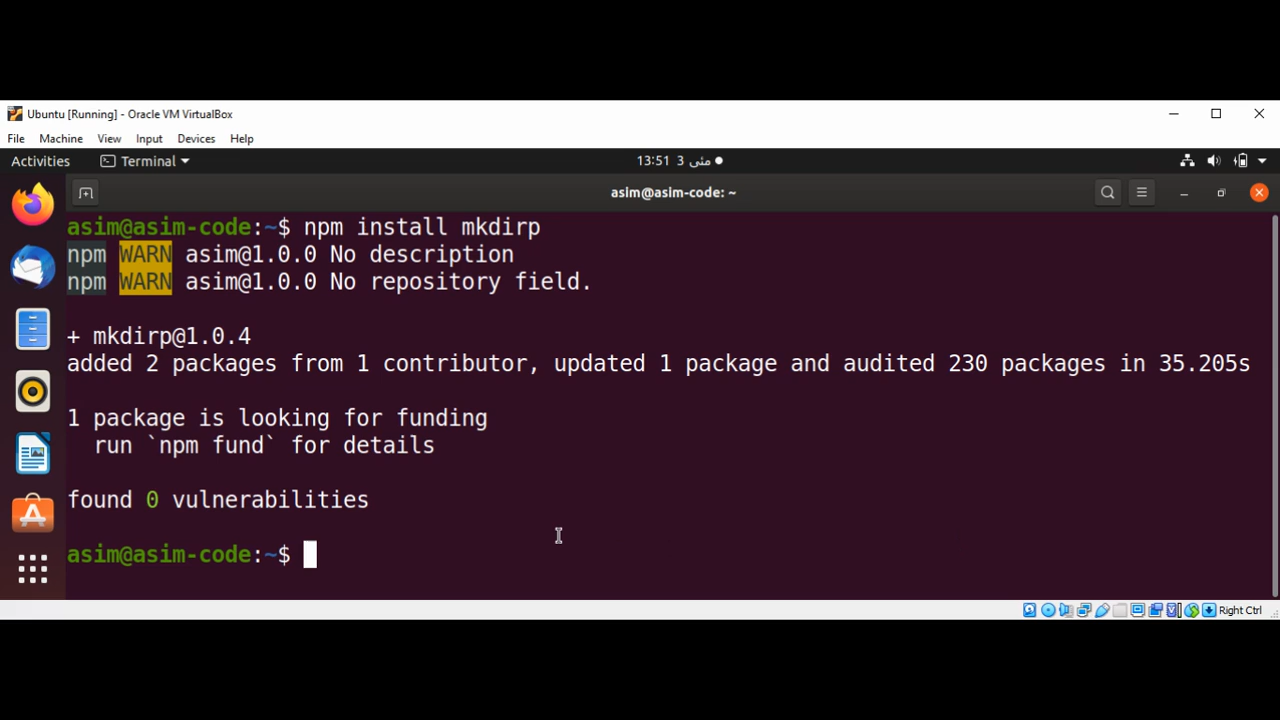 Ubuntu [Running] - Oracle VM VirtualBox
File Machine View Input Devices Help
Activities Terminal 13:51 3 مئی
asim@asim-code: ~
asim@asim-code:~$ npm install mkdirp
npm WARN asim@1.0.0 No description
npm WARN asim@1.0.0 No repository field.
+ mkdirp@1.0.4
added 2 packages from 1 contributor, updated 1 package and audited 230 packages in 35.205s
1 package is looking for funding
run `npm fund` for details
found 0 vulnerabilities
asim@asim-code:~$
Right Ctrl